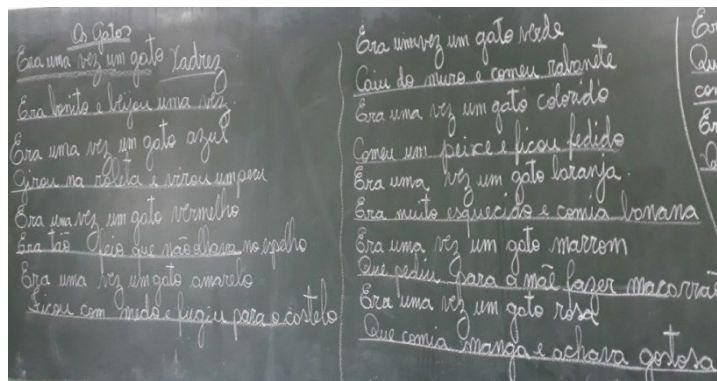 Os Gatos
Era uma vez um gato Xadrez
Era bonito e beijou uma vez.
Era uma vez um gato azul
Girou na roleta e virou um peru
Era uma vez um gato vermelho
Era tão feio que não olhava no espelho
Era uma vez um gato amarelo
Ficou com medo e fugiu para o castelo
Era uma vez um gato verde
Caiu do muro e comeu rabanete
Era uma vez um gato colorido
Comeu um peixe e ficou fedido
Era uma vez um gato laranja.
Era muito esquecido e comia banana
Era uma vez um gato marrom
Que pediu para a mãe fazer macarrão
Era uma vez um gato rosa
Que comia manga e achava gostosa